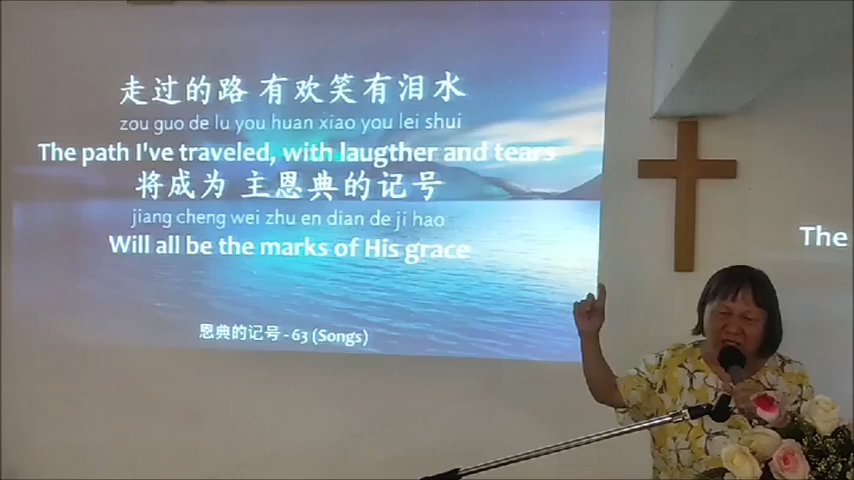 走过的路 有欢笑有泪水
zou guo de lu you huan xiao you lei shui
The path I've traveled, with laugther and tears
将成为 主恩典的记号
jiang cheng wei zhu en dian de ji hao
Will all be the marks of His grace
恩典的记号 - 63 (Songs)
The